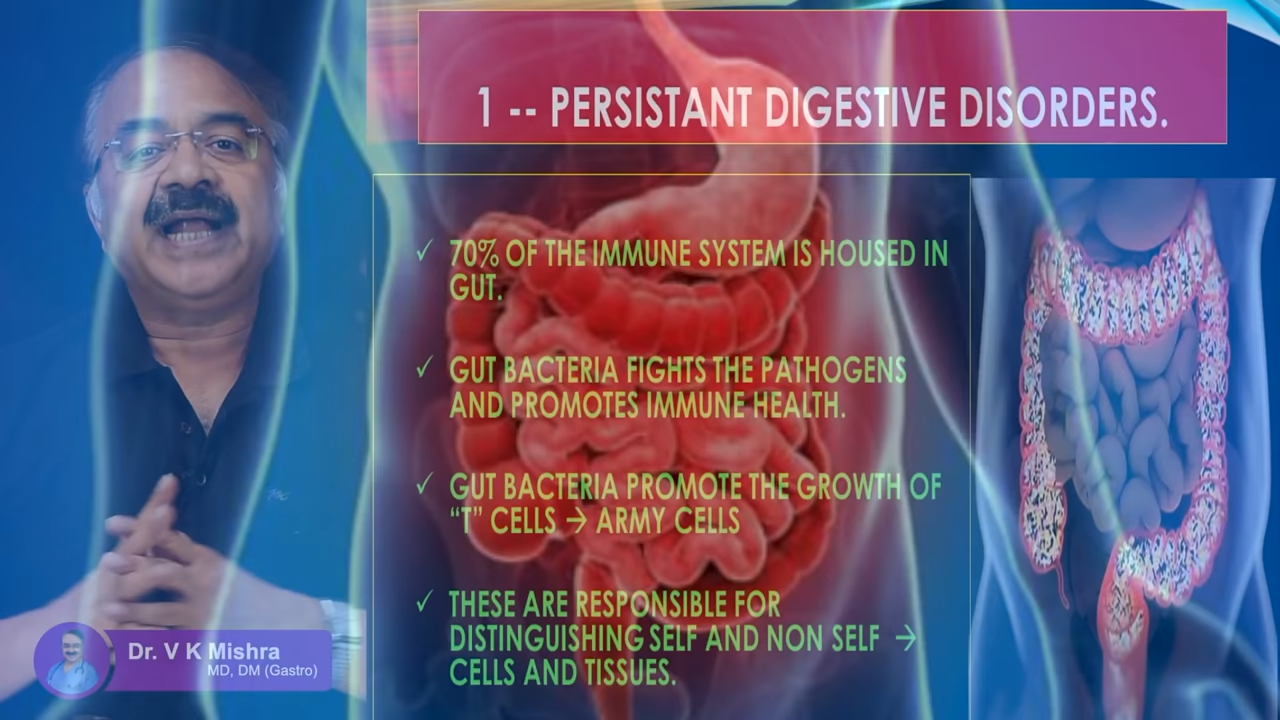 1 -- PERSISTANT DIGESTIVE DISORDERS.
✓ 70% OF THE IMMUNE SYSTEM IS HOUSED IN
GUT.
✓ GUT BACTERIA FIGHTS THE PATHOGENS
AND PROMOTES IMMUNE HEALTH.
✓ GUT BACTERIA PROMOTE THE GROWTH OF
“T” CELLS → ARMY CELLS
✓ THESE ARE RESPONSIBLE FOR
DISTINGUISHING SELF AND NON SELF →
CELLS AND TISSUES.
Dr. V K Mishra
MD, DM (Gastro)